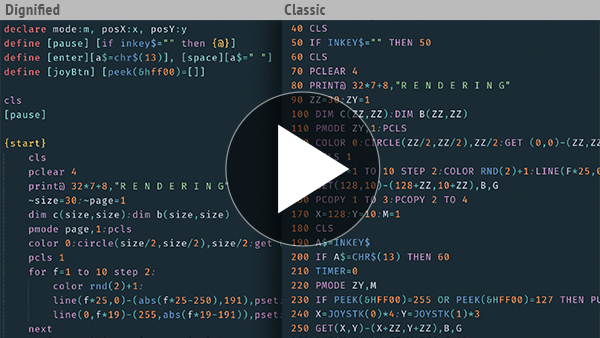 Dignified
declare mode:m, posX:x, posY:y
define [pause] [if inkey$="" then {@}]
define [enter][a$=chr$(13)], [space][a$=" "]
define [joyBtn] [peek(&hff00)=[]]
cls
[pause]
{start}
cls
pclear 4
print@ 32*7+8,"R E N D E R I N G"
~size=30:~page=1
dim c(size,size):dim b(size,size)
pmode page,1:pcls
color 0:circle(size/2,size/2),size/2:get
pcls 1
for f=1 to 10 step 2:
color rnd(2)+1:
line(f*25,0)-(abs(f*25-250),191),pset:
line(0,f*19)-(255,abs(f*19-191)),pset
next
Classic
40 CLS
50 IF INKEY$="" THEN 50
60 CLS
70 PCLEAR 4
80 PRINT@ 32*7+8,"R E N D E R I N G"
90 ZZ=30:ZY=1
100 DIM C(ZZ,ZZ):DIM B(ZZ,ZZ)
110 PMODE ZY,1:PCLS
COLOR 0:CIRCLE(ZZ/2,ZZ/2),ZZ/2:GET (0,0)-(ZZ,
1
1 TO 10 STEP 2:COLOR RND(2)+1:LINE(F*25,0
(128,10)-(128+ZZ,10+ZZ),B,G
PCOPY 1 TO 3:PCOPY 2 TO 4
170 X=128:Y=10:M=1
180 CLS
190 A$=INKEY$
200 IF A$=CHR$(13) THEN 60
210 TIMER=0
220 PMODE ZY,M
230 IF PEEK(&HFF00)=255 OR PEEK(&HFF00)=127 THEN PU
240 X=JOYSTK(0)*4:Y=JOYSTK(1)*3
250 GET(X,Y)-(X+ZZ,Y+ZZ),B,G